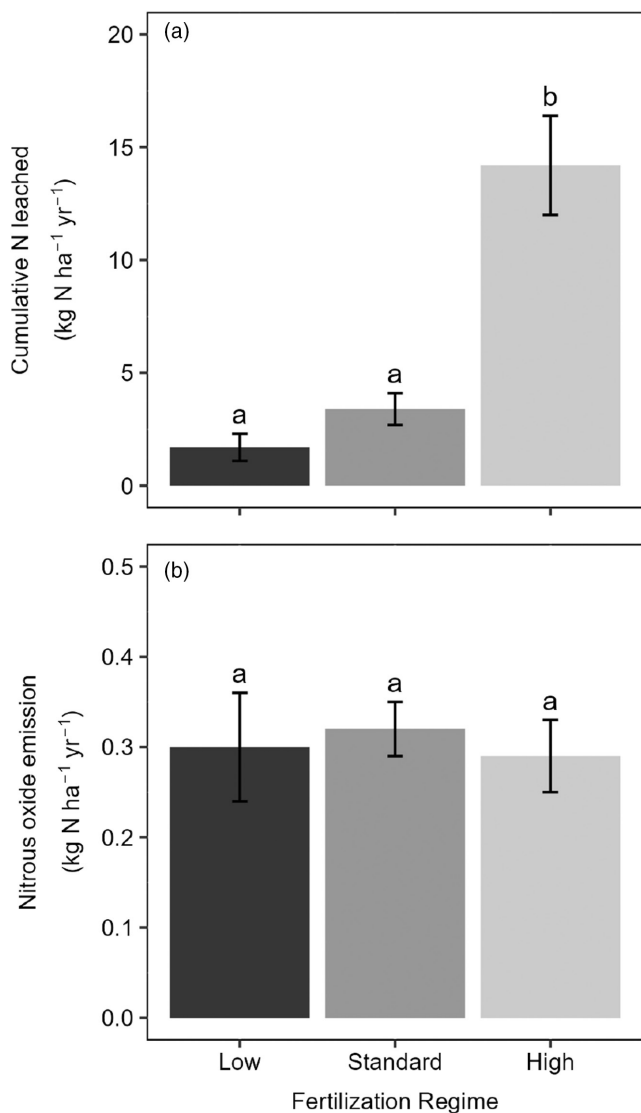 (a)
20
15
10
5
0
Cumulative N leached
(kg N ha⁻¹ yr⁻¹)
a
a
b
(b)
0.5
0.4
0.3
0.2
0.1
0.0
Nitrous oxide emission
(kg N ha⁻¹ yr⁻¹)
a
a
a
Low Standard High
Fertilization Regime